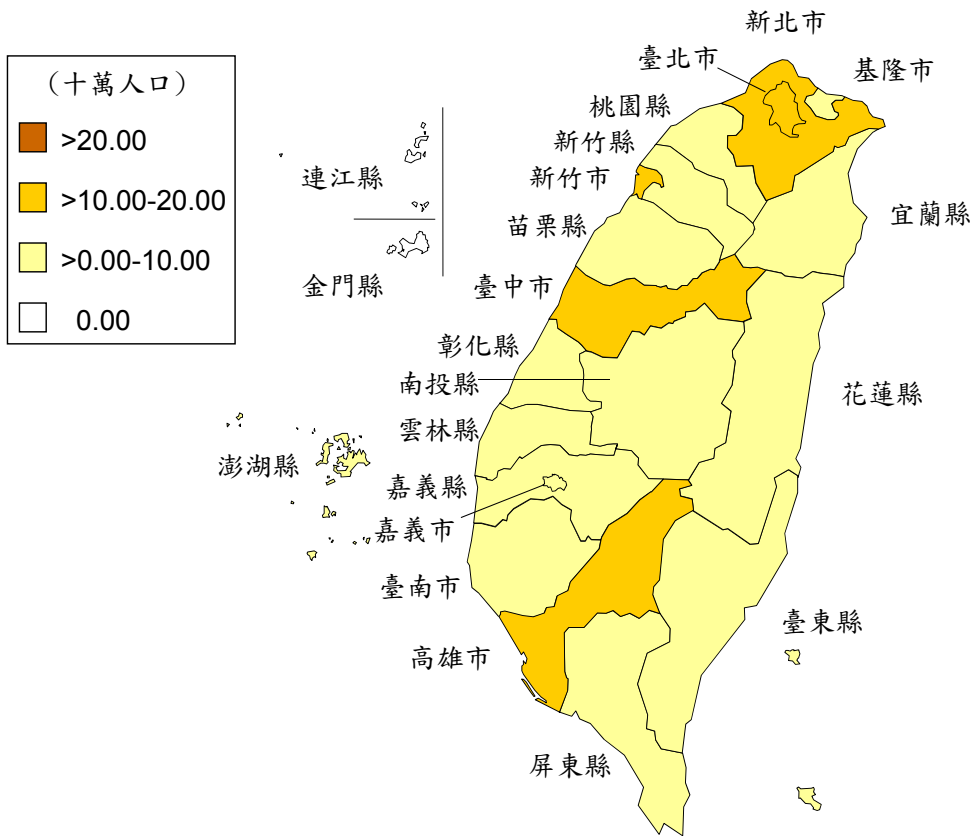 （十萬人口）
>20.00
>10.00-20.00
>0.00-10.00
0.00
新北市
臺北市
基隆市
桃園縣
新竹縣
新竹市
連江縣
宜蘭縣
苗栗縣
金門縣
臺中市
彰化縣
南投縣
花蓮縣
雲林縣
澎湖縣
嘉義縣
嘉義市
臺南市
臺東縣
高雄市
屏東縣